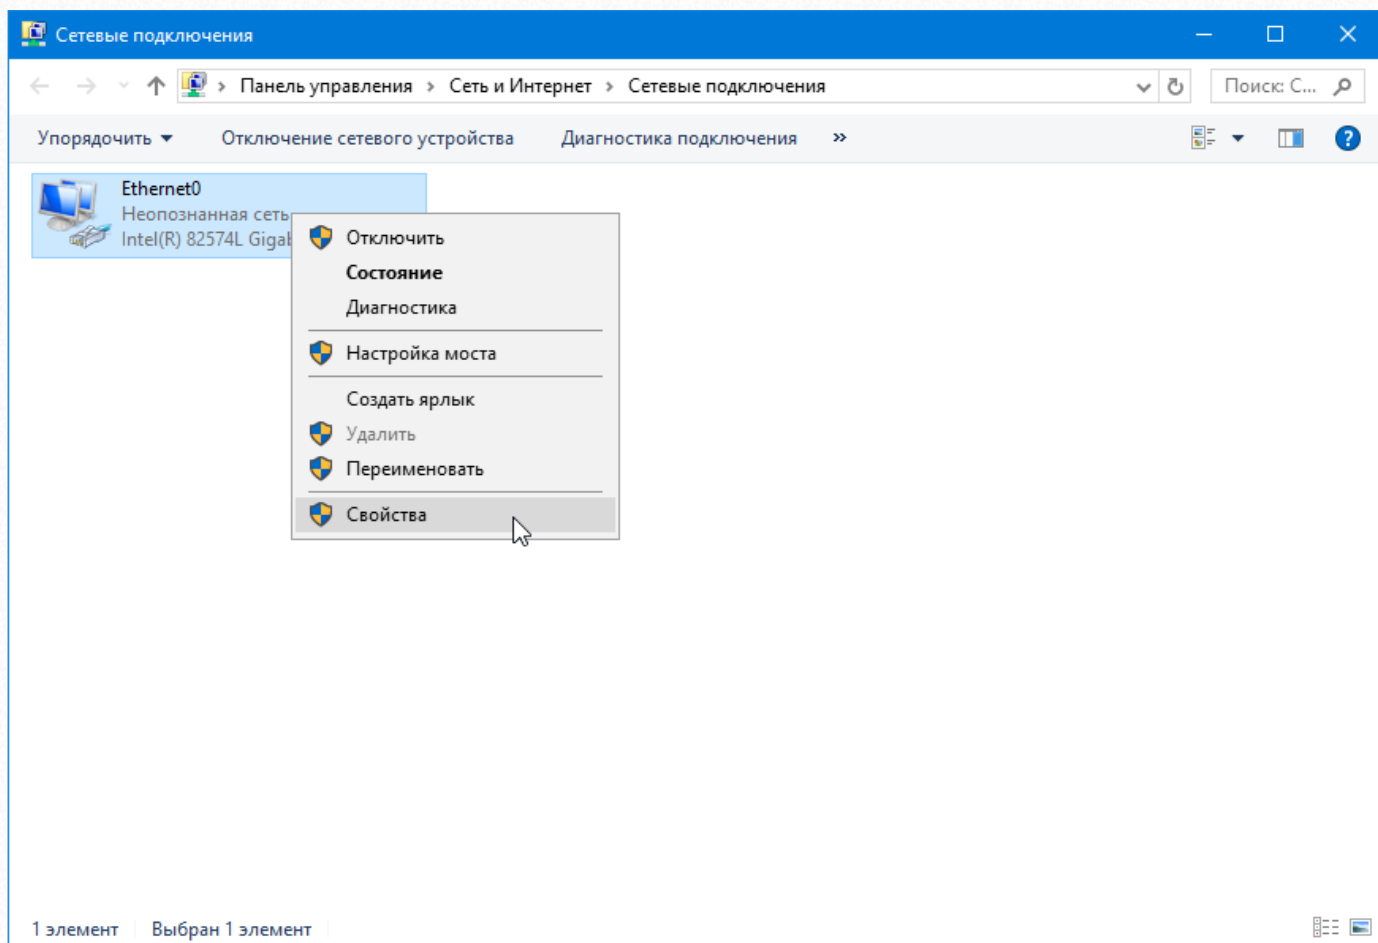 Сетевые подключения
Панель управления › Сеть и Интернет › Сетевые подключения
Поиск: С...
Упорядочить
Отключение сетевого устройства
Диагностика подключения
»
Ethernet0
Неопознанная сеть
Intel(R) 82574L
Отключить
Состояние
Диагностика
Настройка моста
Создать ярлык
Удалить
Переименовать
Свойства
1 элемент
Выбран 1 элемент